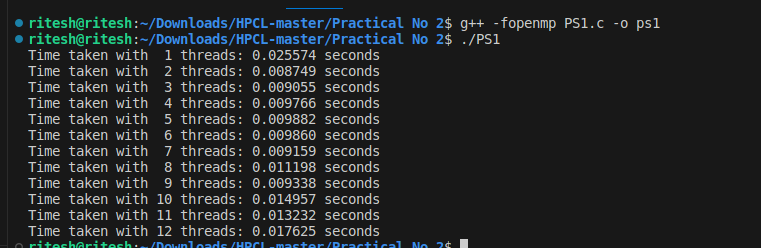 ritesh@ritesh:~/Downloads/HPCL-master/Practical No 2$ g++ -fopenmp PS1.c -o ps1
ritesh@ritesh:~/Downloads/HPCL-master/Practical No 2$ ./PS1
Time taken with  1 threads: 0.025574 seconds
Time taken with  2 threads: 0.008749 seconds
Time taken with  3 threads: 0.009055 seconds
Time taken with  4 threads: 0.009766 seconds
Time taken with  5 threads: 0.009882 seconds
Time taken with  6 threads: 0.009860 seconds
Time taken with  7 threads: 0.009159 seconds
Time taken with  8 threads: 0.011198 seconds
Time taken with  9 threads: 0.009338 seconds
Time taken with 10 threads: 0.014957 seconds
Time taken with 11 threads: 0.013232 seconds
Time taken with 12 threads: 0.017625 seconds
ritesh@ritesh:~/Downloads/HPCL-master/Practical No 2$